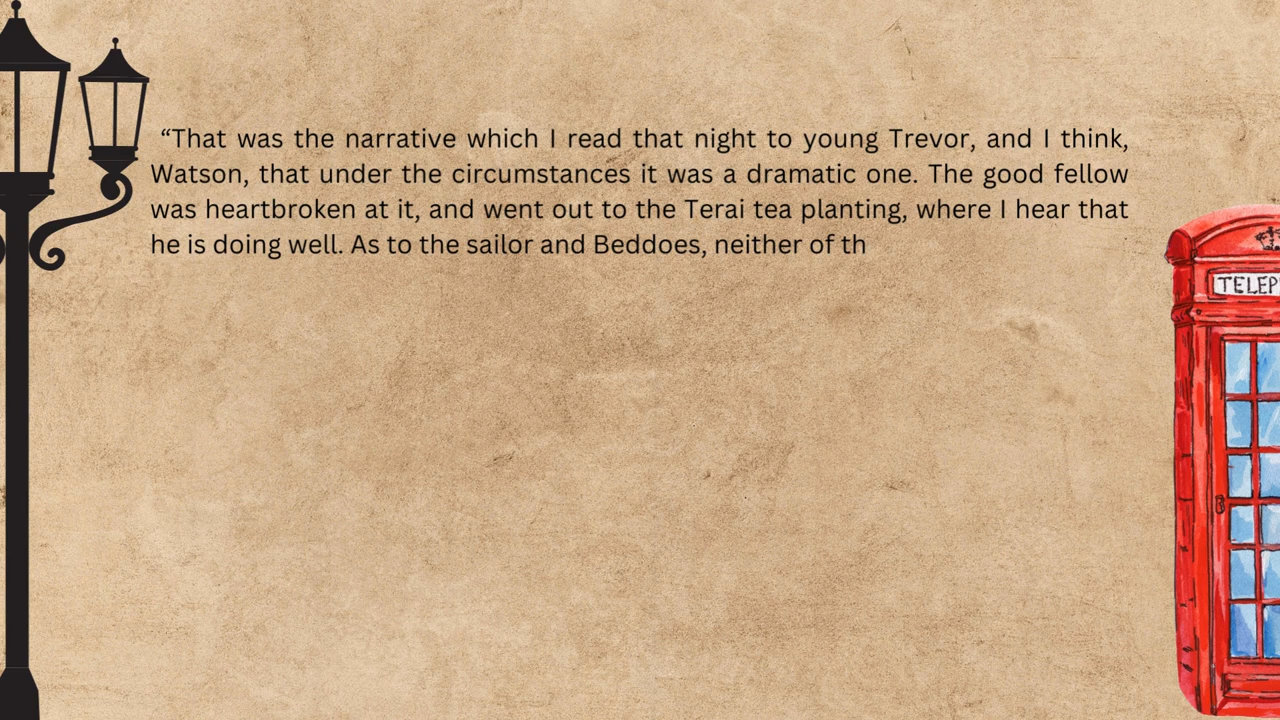 “That was the narrative which I read that night to young Trevor, and I think,
Watson, that under the circumstances it was a dramatic one. The good fellow
was heartbroken at it, and went out to the Terai tea planting, where I hear that
he is doing well. As to the sailor and Beddoes, neither of th
TELEP